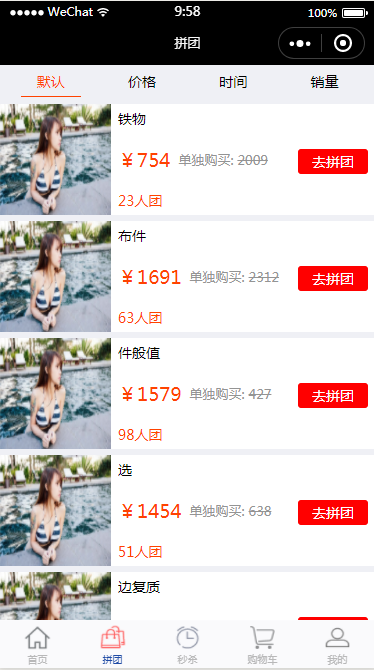 WeChat 9:58 100%
拼团
默认 价格 时间 销量
铁物
￥754 单独购买: 2009 去拼团
23人团
布件
￥1691 单独购买: 2312 去拼团
63人团
件般值
￥1579 单独购买: 427 去拼团
98人团
选
￥1454 单独购买: 638 去拼团
51人团
边复质
首页 拼团 秒杀 购物车 我的